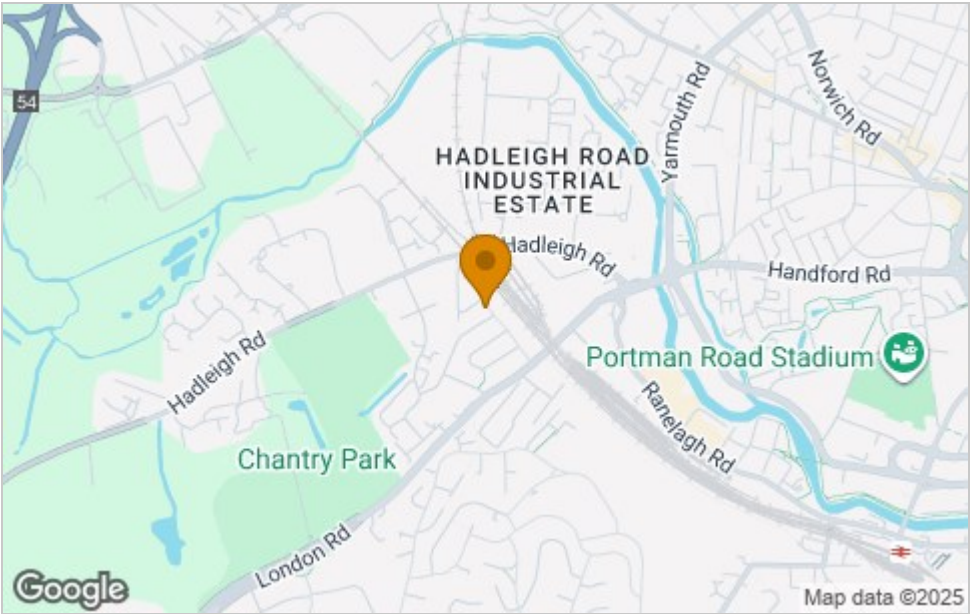 54
Norwich Rd
Yarmouth Rd
HADLEIGH ROAD
INDUSTRIAL
ESTATE
Hadleigh Rd
Handford Rd
Hadleigh Rd
Portman Road Stadium
Ranelagh Rd
Chantry Park
London Rd
Google
Map data ©2025